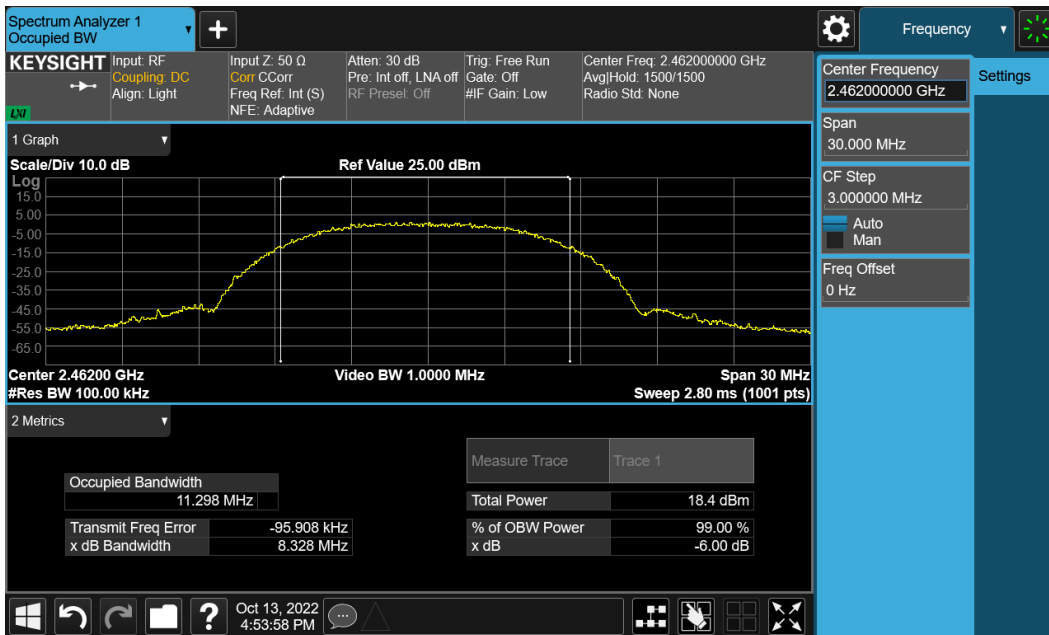 Spectrum Analyzer 1
Occupied BW
Frequency
KEYSIGHT
LXI
Input: RF
Coupling: DC
Align: Light
Input Z: 50 Ω
Corr CCorr
Freq Ref: Int (S)
NFE: Adaptive
Atten: 30 dB
Pre: Int off, LNA off
RF Presel: Off
Trig: Free Run
Gate: Off
#IF Gain: Low
Center Freq: 2.462000000 GHz
Avg|Hold: 1500/1500
Radio Std: None
1 Graph
Scale/Div 10.0 dB
Ref Value 25.00 dBm
Log
15.0
5.00
-5.00
-15.0
-25.0
-35.0
-45.0
-55.0
-65.0
Center 2.46200 GHz
Video BW 1.0000 MHz
Span 30 MHz
#Res BW 100.00 kHz
Sweep 2.80 ms (1001 pts)
2 Metrics
Measure Trace
Trace 1
Occupied Bandwidth
11.298 MHz
Total Power
18.4 dBm
Transmit Freq Error
-95.908 kHz
% of OBW Power
99.00 %
x dB Bandwidth
8.328 MHz
x dB
-6.00 dB
Center Frequency
2.462000000 GHz
Settings
Span
30.000 MHz
CF Step
3.000000 MHz
Auto
Man
Freq Offset
0 Hz
?
Oct 13, 2022
4:53:58 PM